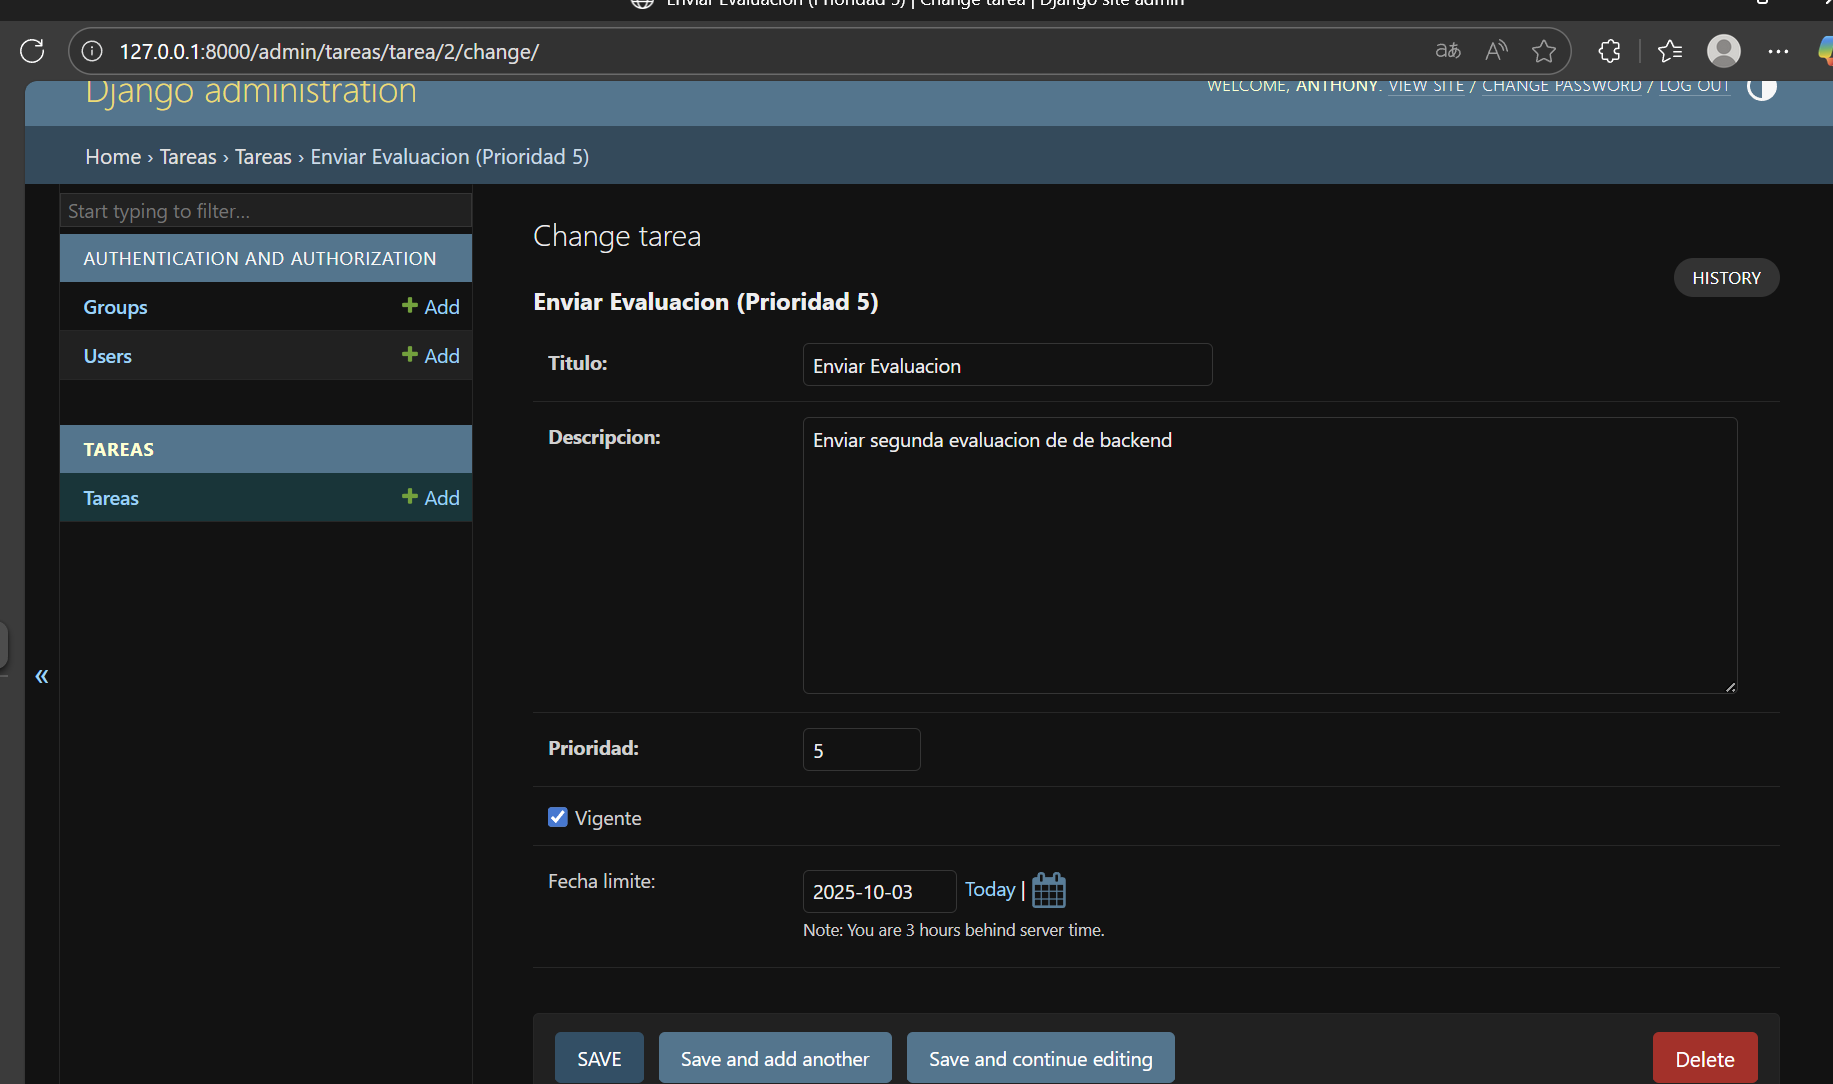 Enviar Evaluacion (Prioridad 5) | Change tarea | Django site admin
127.0.0.1:8000/admin/tareas/tarea/2/change/
Django administration
WELCOME, ANTHONY. VIEW SITE / CHANGE PASSWORD / LOG OUT
Home › Tareas › Tareas › Enviar Evaluacion (Prioridad 5)
Start typing to filter...
AUTHENTICATION AND AUTHORIZATION
Groups
Add
Users
Add
TAREAS
Tareas
Add
«
Change tarea
HISTORY
Enviar Evaluacion (Prioridad 5)
Titulo:
Enviar Evaluacion
Descripcion:
Enviar segunda evaluacion de de backend
Prioridad:
5
Vigente
Fecha limite:
2025-10-03
Today |
Note: You are 3 hours behind server time.
SAVE
Save and add another
Save and continue editing
Delete